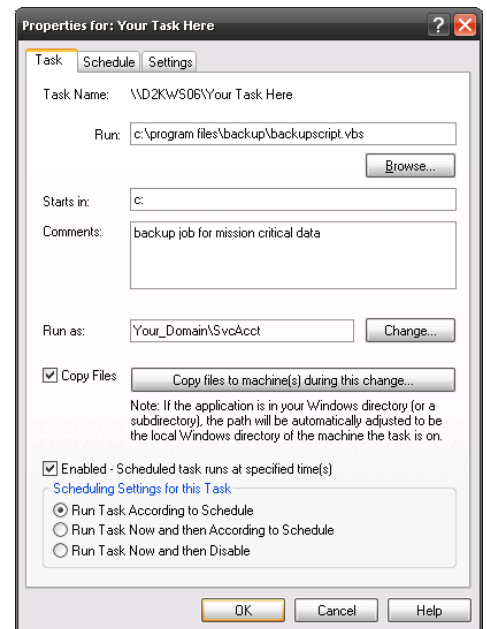 Properties for: Your Task Here
Task Schedule Settings
Task Name: \\D2KWS06\Your Task Here
Run: c:\program files\backup\backupscript.vbs
Browse...
Starts in: c:
Comments: backup job for mission critical data
Run as: Your_Domain\SvcAcct Change...
Copy Files Copy files to machine(s) during this change...
Note: If the application is in your Windows directory (or a
subdirectory), the path will be automatically adjusted to be
the local Windows directory of the machine the task is on.
Enabled - Scheduled task runs at specified time(s)
Scheduling Settings for this Task
Run Task According to Schedule
Run Task Now and then According to Schedule
Run Task Now and then Disable
OK Cancel Help